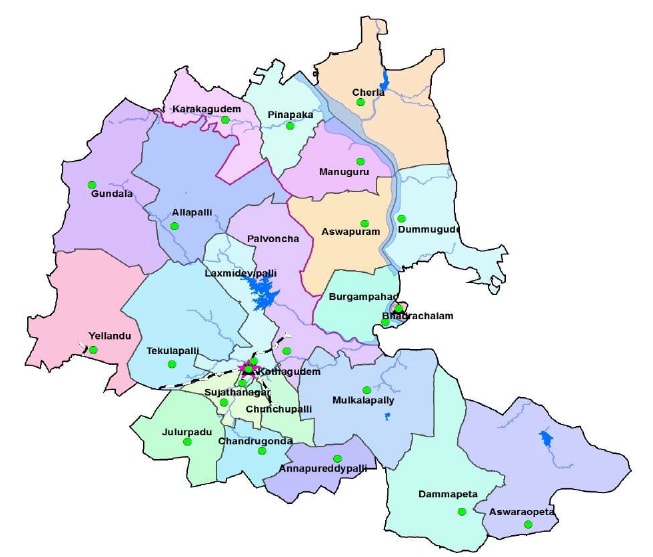 Cherla
Karakagudem
Pinapaka
Manuguru
Gundala
Allapalli
Aswapuram
Dummugude
Palvoncha
Laxmidevipalli
Burgampahad
Bhadrachalam
Yellandu
Tekulapalli
Kothagudem
Sujathanagar
Mulkalapally
Chunchupalli
Julurpadu
Chandrugonda
Annapureddypalli
Dammapeta
Aswaraopeta